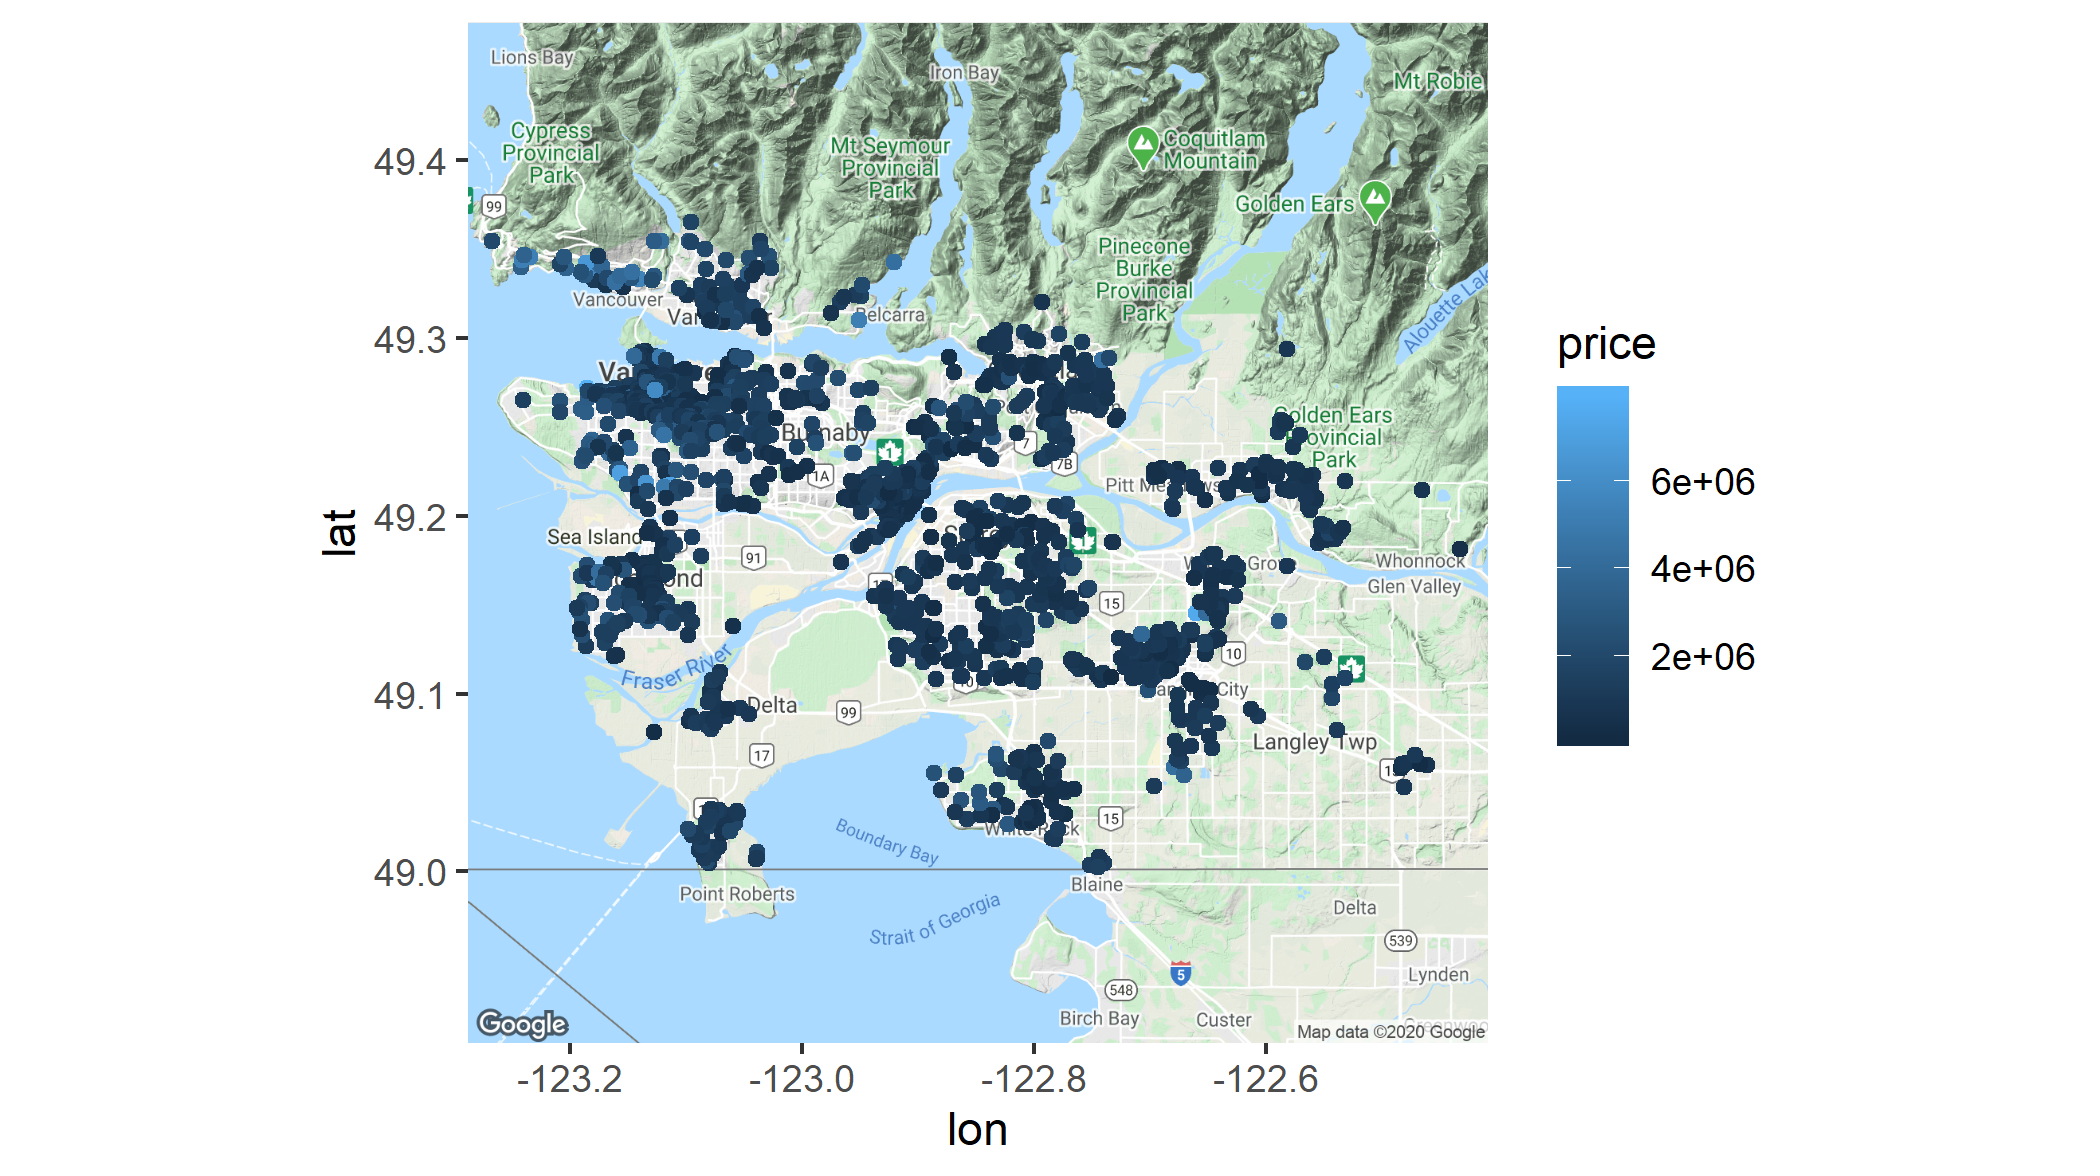 Lions Bay
Iron Bay
Mt Robie
Cypress
Provincial
Park
Mt Seymour
Provincial
Park
Coquitlam
Mountain
99
Golden Ears
Pinecone
Burke
Provincial
Park
Alouette Lak
Vancouver
Belcarra
Golden Ears
Provincial
Park
Burnaby
1
7
7B
1A
Pitt
Sea Island
91
1
Whonnock
Glen Valley
15
10
Fraser River
1
City
Delta
99
17
Langley Twp
Boundary Bay
White Rock
15
Point Roberts
Blaine
Strait of Georgia
Delta
539
5
Lynden
548
Birch Bay
Custer
Google
Map data ©2020 Google
49.4
49.3
49.2
49.1
49.0
lat
-123.2
-123.0
-122.8
-122.6
lon
price
6e+06
4e+06
2e+06